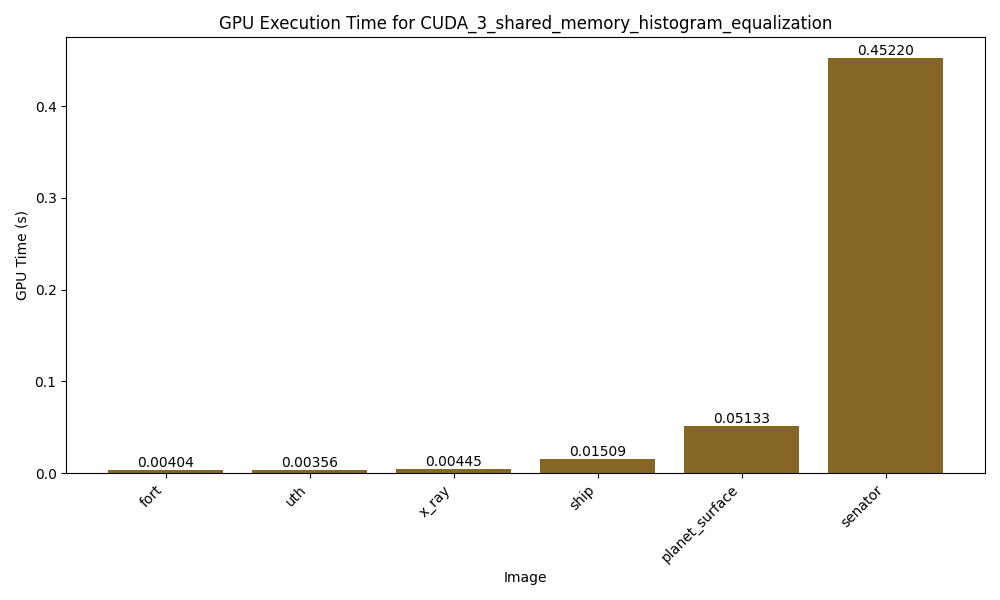 GPU Execution Time for CUDA_3_shared_memory_histogram_equalization
GPU Time (s)
0.4
0.3
0.2
0.1
0.0
0.00404
0.00356
0.00445
0.01509
0.05133
0.45220
fort
uth
x_ray
ship
planet_surface
senator
Image